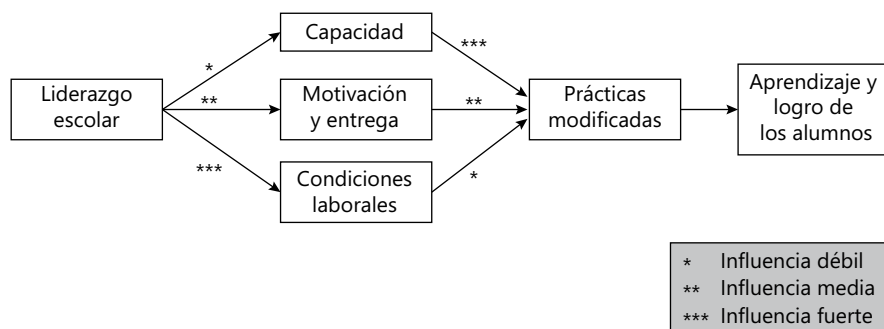 Capacidad
*
***
Liderazgo
escolar
**
Motivación
y entrega
**
Prácticas
modificadas
Aprendizaje y
logro de
los alumnos
***
Condiciones
laborales
*
* Influencia débil
** Influencia media
*** Influencia fuerte